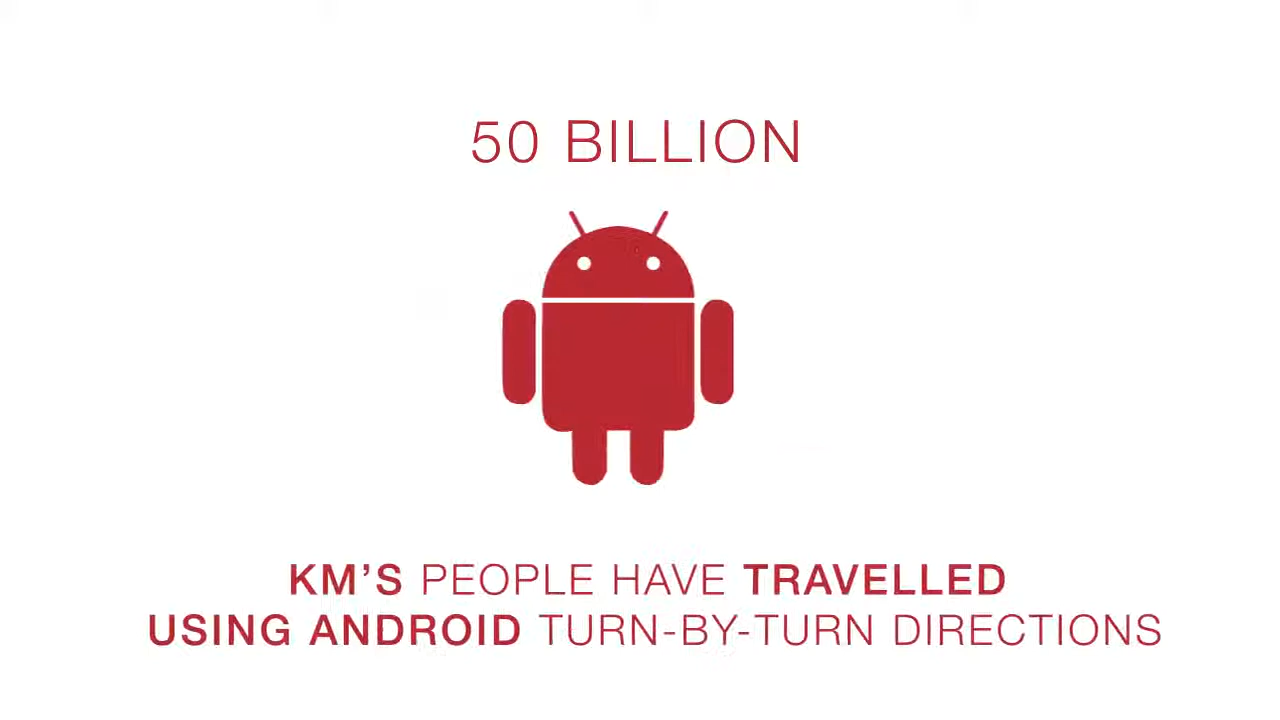 50 BILLION
KM'S PEOPLE HAVE TRAVELLED
USING ANDROID TURN-BY-TURN DIRECTIONS